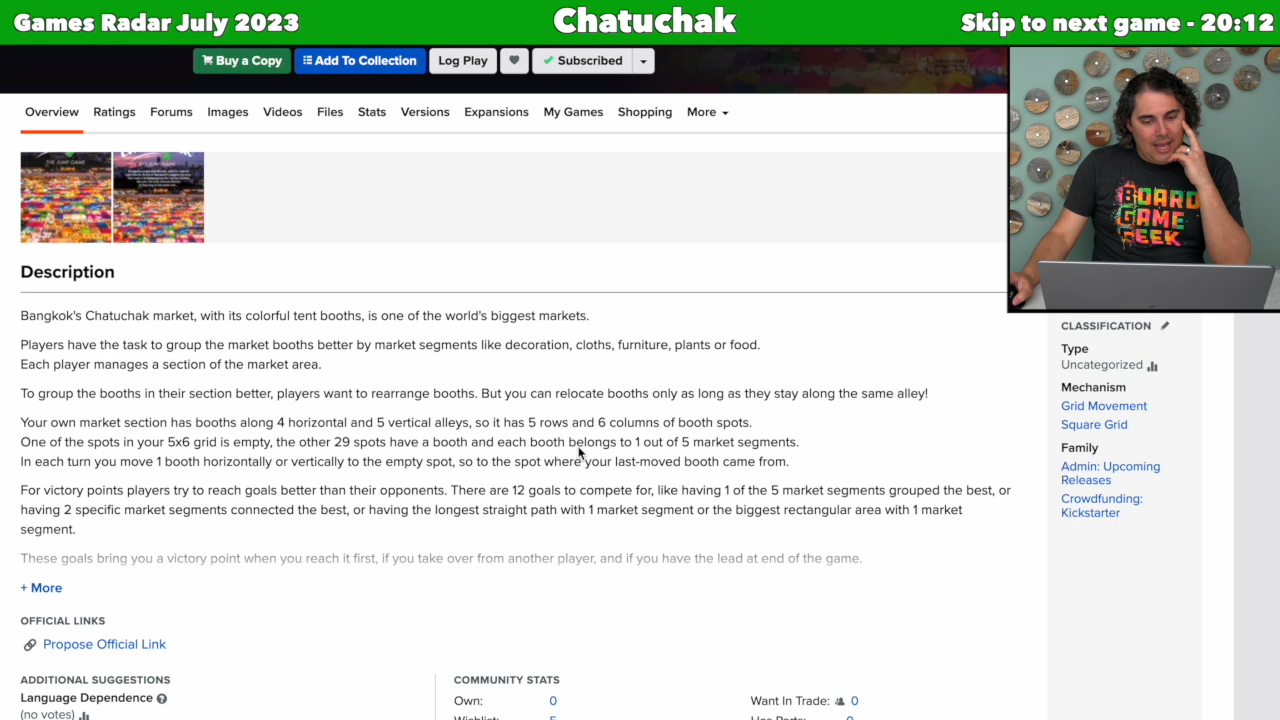 Games Radar July 2023
Chatuchak
Skip to next game - 20:12
Buy a Copy
Add To Collection
Log Play
Subscribed
Overview
Ratings
Forums
Images
Videos
Files
Stats
Versions
Expansions
My Games
Shopping
More
THE JUMP GAME
THE JUMP GAME
BOARD
GAME
GEEK
Description
Bangkok's Chatuchak market, with its colorful tent booths, is one of the world's biggest markets.
Players have the task to group the market booths better by market segments like decoration, cloths, furniture, plants or food.
Each player manages a section of the market area.
To group the booths in their section better, players want to rearrange booths. But you can relocate booths only as long as they stay along the same alley!
Your own market section has booths along 4 horizontal and 5 vertical alleys, so it has 5 rows and 6 columns of booth spots.
One of the spots in your 5x6 grid is empty, the other 29 spots have a booth and each booth belongs to 1 out of 5 market segments.
In each turn you move 1 booth horizontally or vertically to the empty spot, so to the spot where your last-moved booth came from.
For victory points players try to reach goals better than their opponents. There are 12 goals to compete for, like having 1 of the 5 market segments grouped the best, or
having 2 specific market segments connected the best, or having the longest straight path with 1 market segment or the biggest rectangular area with 1 market
segment.
These goals bring you a victory point when you reach it first, if you take over from another player, and if you have the lead at end of the game.
+ More
OFFICIAL LINKS
Propose Official Link
ADDITIONAL SUGGESTIONS
Language Dependence
(no votes)
COMMUNITY STATS
Own: 0
Wishlist: 5
Want In Trade: 0
Has Parts: 0
CLASSIFICATION
Type
Uncategorized
Mechanism
Grid Movement
Square Grid
Family
Admin: Upcoming
Releases
Crowdfunding:
Kickstarter